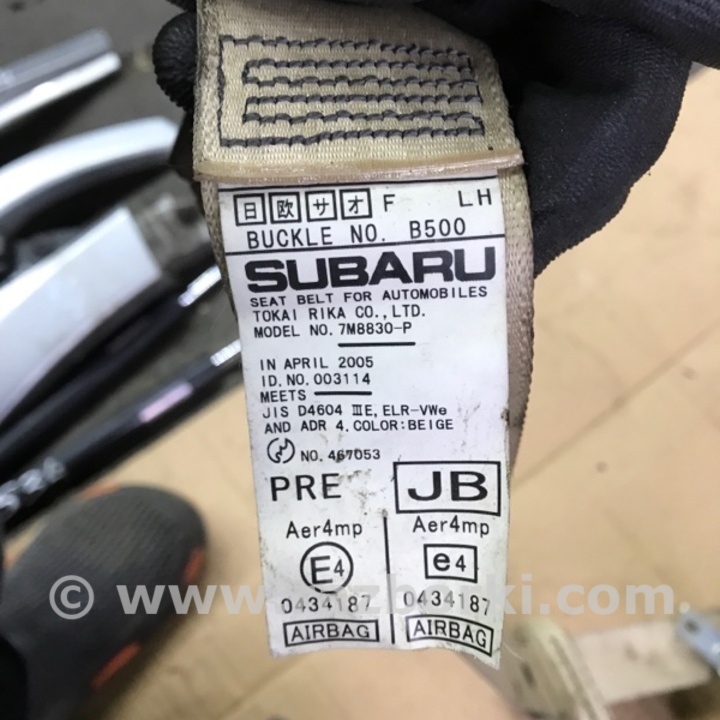 日 欧 サ オ F LH
BUCKLE NO. B500
SUBARU
SEAT BELT FOR AUTOMOBILES
TOKAI RIKA CO., LTD.
MODEL NO. 7M8830-P
IN APRIL 2005
ID. NO. 003114
MEETS
JIS D4604 ⅢE, ELR-VWe
AND ADR 4. COLOR:BEIGE
NO. 467053
PRE JB
Aer4mp Aer4mp
E4 e4
0434187 0434187
AIRBAG AIRBAG